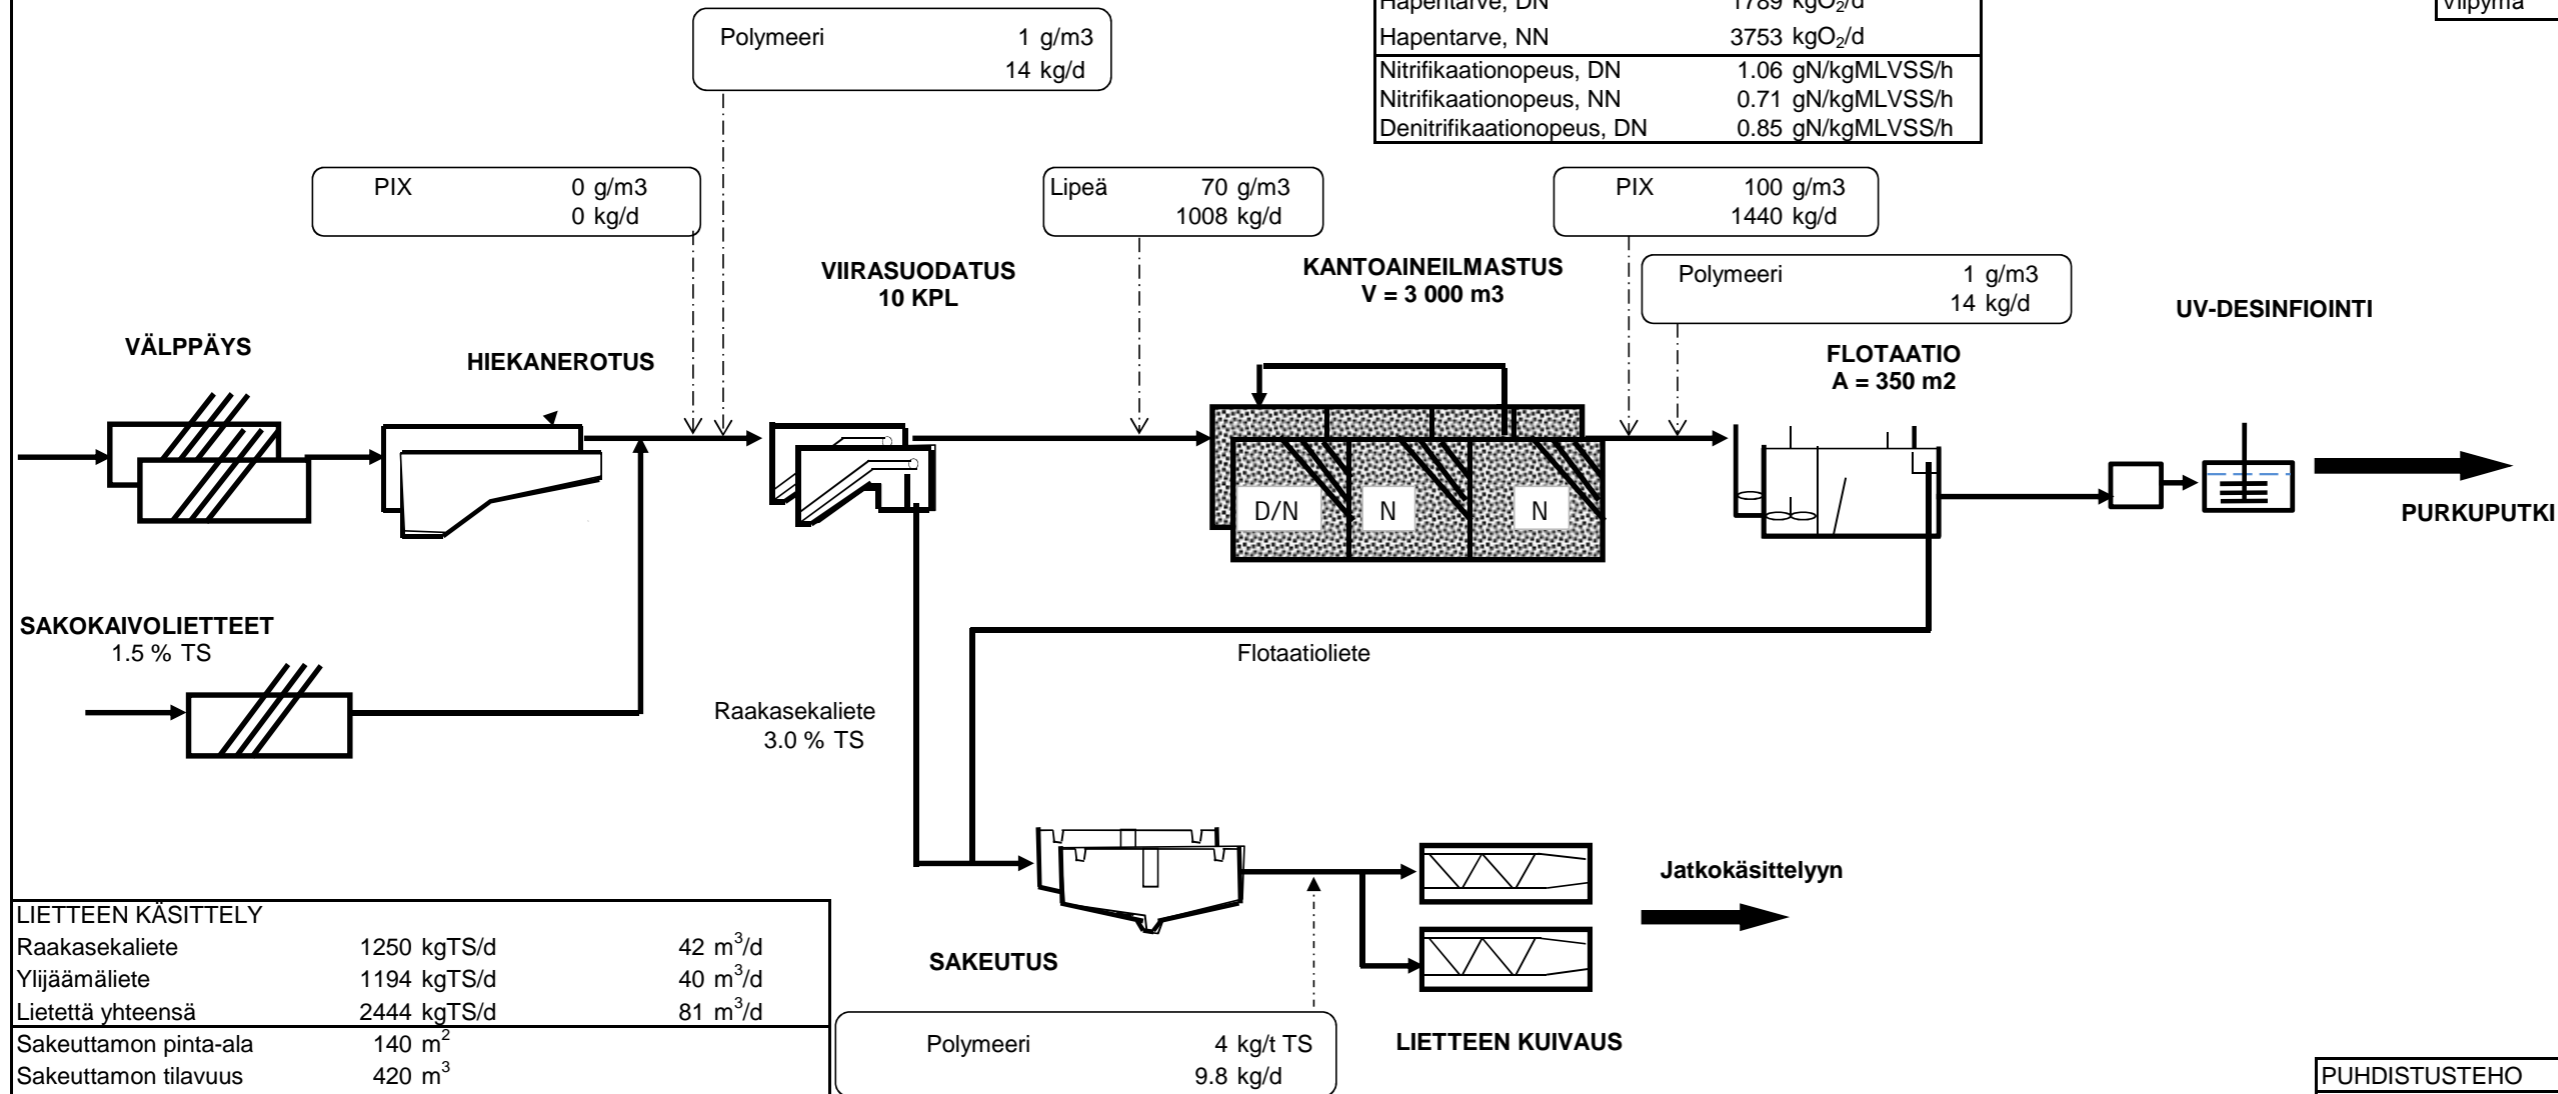 Hapentarve, DN 1789 kgO₂/d
Viipymä
Polymeeri 1 g/m3
14 kg/d
Hapentarve, NN 3753 kgO₂/d
Nitrifikaationopeus, DN 1.06 gN/kgMLVSS/h
Nitrifikaationopeus, NN 0.71 gN/kgMLVSS/h
Denitrifikaationopeus, DN 0.85 gN/kgMLVSS/h
PIX 0 g/m3
0 kg/d
Lipeä 70 g/m3
1008 kg/d
PIX 100 g/m3
1440 kg/d
VIIRASUODATUS
10 KPL
KANTOAINEILMASTUS
V = 3 000 m3
Polymeeri 1 g/m3
14 kg/d
UV-DESINFIOINTI
VÄLPPÄYS
HIEKANEROTUS
FLOTAATIO
A = 350 m2
D/N N N
PURKUPUTKI
SAKOKAIVOLIETTEET
1.5 % TS
Flotaatioliete
Raakasekaliete
3.0 % TS
Jatkokäsittelyyn
LIETTEEN KÄSITTELY
Raakasekaliete 1250 kgTS/d 42 m³/d
Ylijäämäliete 1194 kgTS/d 40 m³/d
Lietettä yhteensä 2444 kgTS/d 81 m³/d
Sakeuttamon pinta-ala 140 m²
Sakeuttamon tilavuus 420 m³
SAKEUTUS
Polymeeri 4 kg/t TS
9.8 kg/d
LIETTEEN KUIVAUS
PUHDISTUSTEHO